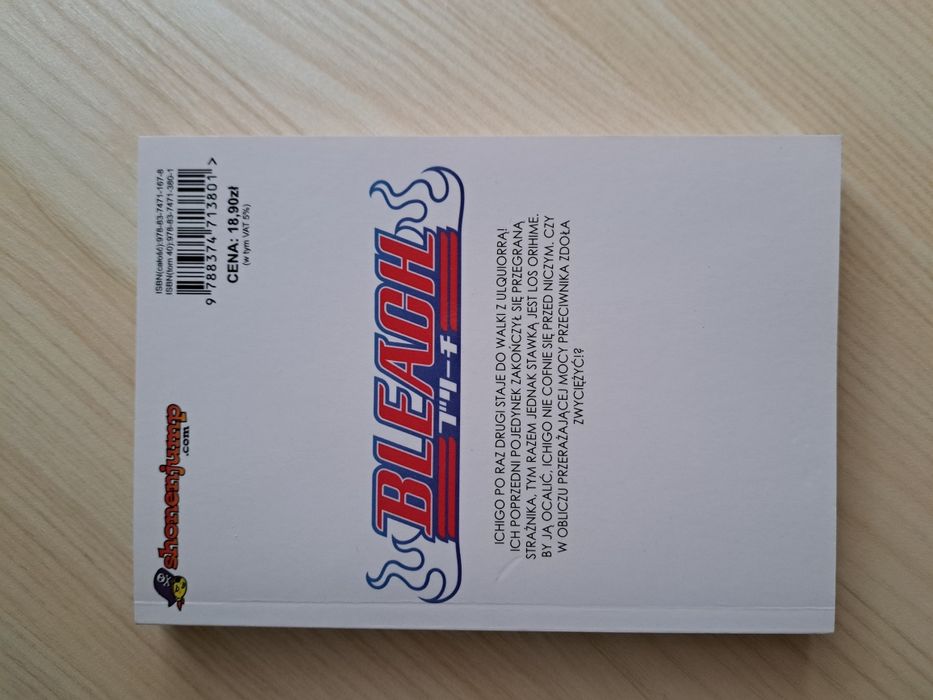 shonenjump
.com
ISBN(całość):978-83-7471-167-8
ISBN(tom 40):978-83-7471-380-1
9 788374 713801 >
CENA: 18,90zł
(w tym VAT 5%)
BLEACH
ブリーチ
ICHIGO PO RAZ DRUGI STAJE DO WALKI Z ULQUIORRĄ!
ICH POPRZEDNI POJEDYNEK ZAKOŃCZYŁ SIĘ PRZEGRANĄ
STRAŻNIKA, TYM RAZEM JEDNAK STAWKĄ JEST LOS ORIHIME.
BY JĄ OCALIĆ, ICHIGO NIE COFNIE SIĘ PRZED NICZYM. CZY
W OBLICZU PRZERAŻAJĄCEJ MOCY PRZECIWNIKA ZDOŁA
ZWYCIĘŻYĆ!?